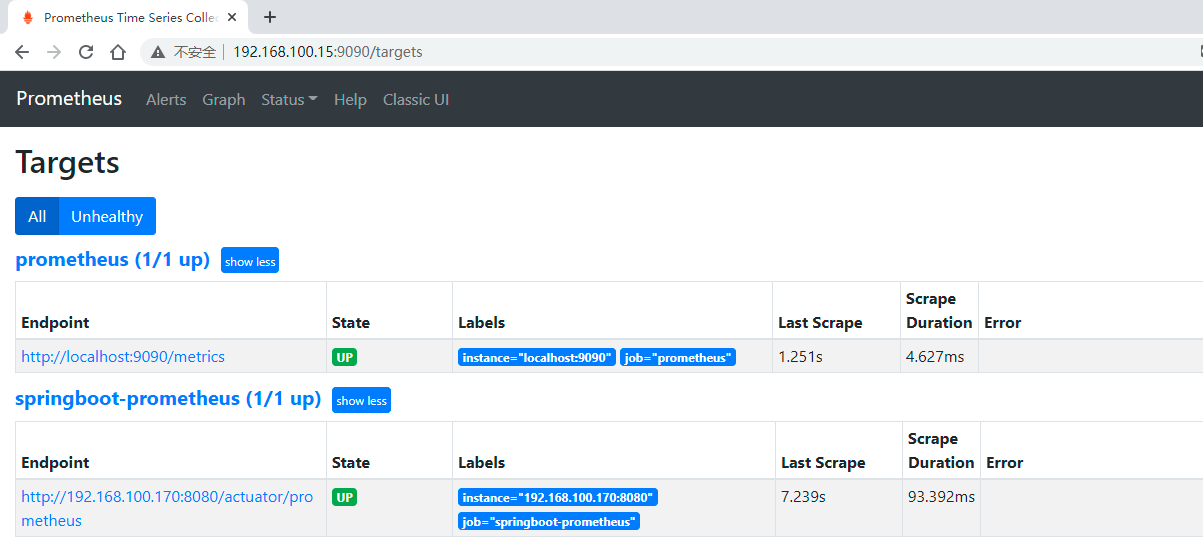 Prometheus Time Series Collec
不安全 192.168.100.15:9090/targets
Prometheus Alerts Graph Status Help Classic UI
Targets
All Unhealthy
prometheus (1/1 up) show less
Endpoint State Labels Last Scrape Scrape Duration Error
http://localhost:9090/metrics UP instance="localhost:9090" job="prometheus" 1.251s 4.627ms
springboot-prometheus (1/1 up) show less
Endpoint State Labels Last Scrape Scrape Duration Error
http://192.168.100.170:8080/actuator/pro UP instance="192.168.100.170:8080" 7.239s 93.392ms
metheus job="springboot-prometheus"